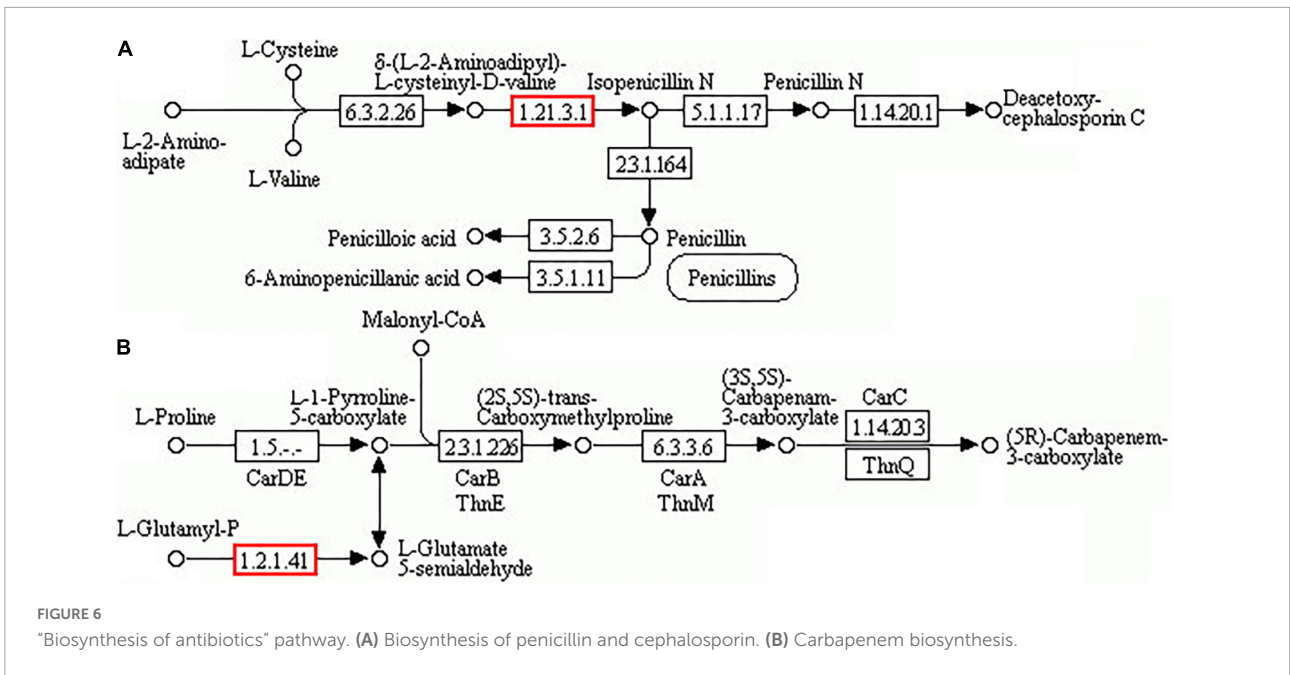 A
L-Cysteine
δ-(L-2-Aminoadipyl)-
L-cysteinyl-D-valine
Isopenicillin N
Penicillin N
6.3.2.26
1.21.3.1
5.1.1.17
1.14.20.1
Deacetoxy-
cephalosporin C
L-2-Amino-
adipate
L-Valine
2.3.1.164
Penicilloic acid
3.5.2.6
Penicillin
6-Aminopenicillanic acid
3.5.1.11
Penicillins
Malonyl-CoA
B
L-Proline
L-1-Pyrroline-
5-carboxylate
(2S,5S)-trans-
Carboxymethylproline
(3S,5S)-
Carbapenam-
3-carboxylate
CarC
1.14.20.3
1.5.-.-
2.3.1.226
6.3.3.6
(5R)-Carbapenem-
3-carboxylate
ThnQ
CarDE
CarB
ThnE
CarA
ThnM
L-Glutamyl-P
1.2.1.41
L-Glutamate
5-semialdehyde
FIGURE 6
"Biosynthesis of antibiotics" pathway. (A) Biosynthesis of penicillin and cephalosporin. (B) Carbapenem biosynthesis.